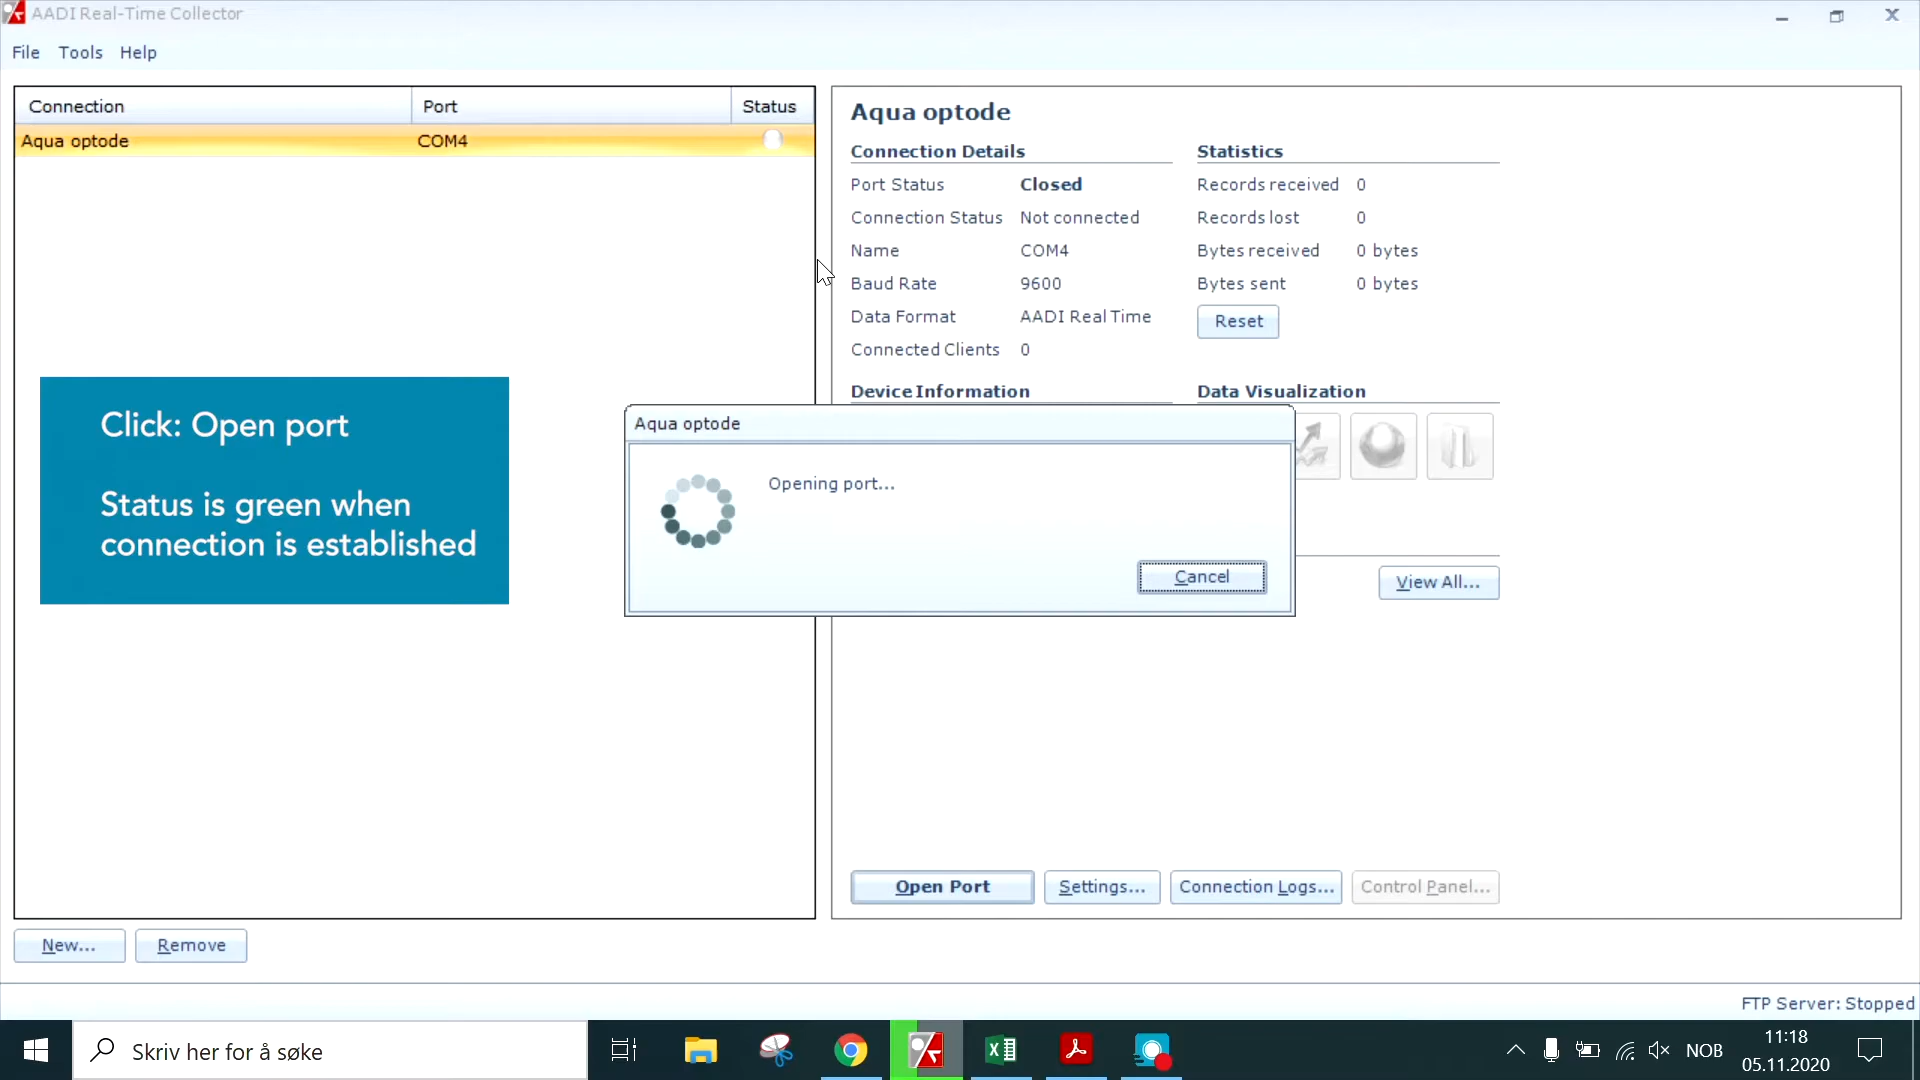 AADI Real-Time Collector
File Tools Help
Connection Port Status
Aqua optode COM4
Aqua optode
Connection Details
Port Status Closed
Connection Status Not connected
Name COM4
Baud Rate 9600
Data Format AADI Real Time
Connected Clients 0
Statistics
Records received 0
Records lost 0
Bytes received 0 bytes
Bytes sent 0 bytes
Reset
Device Information
Data Visualization
Click: Open port
Status is green when
connection is established
Aqua optode
Opening port...
Cancel
View All...
Open Port Settings... Connection Logs... Control Panel...
New... Remove
FTP Server: Stopped
Skriv her for å søke
NOB
11:18
05.11.2020